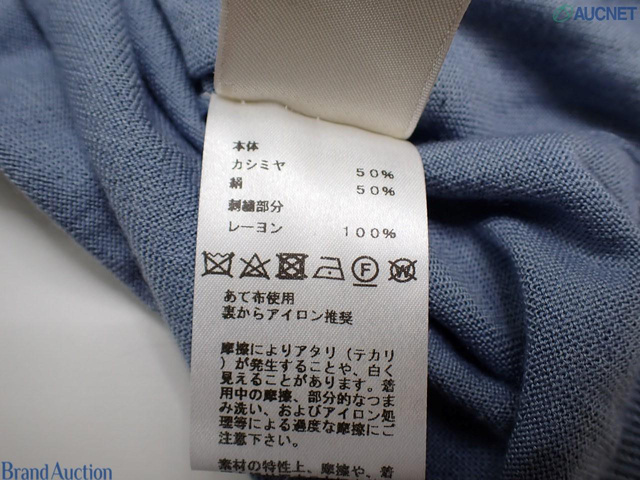 AUCNET
本体
カシミヤ 50%
絹 50%
刺繍部分
レーヨン 100%
F W
あて布使用
裏からアイロン推奨
摩擦によりアタリ（テカリ
）が発生することや、白く
見えることがあります。着
用中の摩擦、部分的なつま
み洗い、およびアイロン処
理等による過度な摩擦にご
注意下さい。
素材の特性上、摩擦や、着
Brand Auction